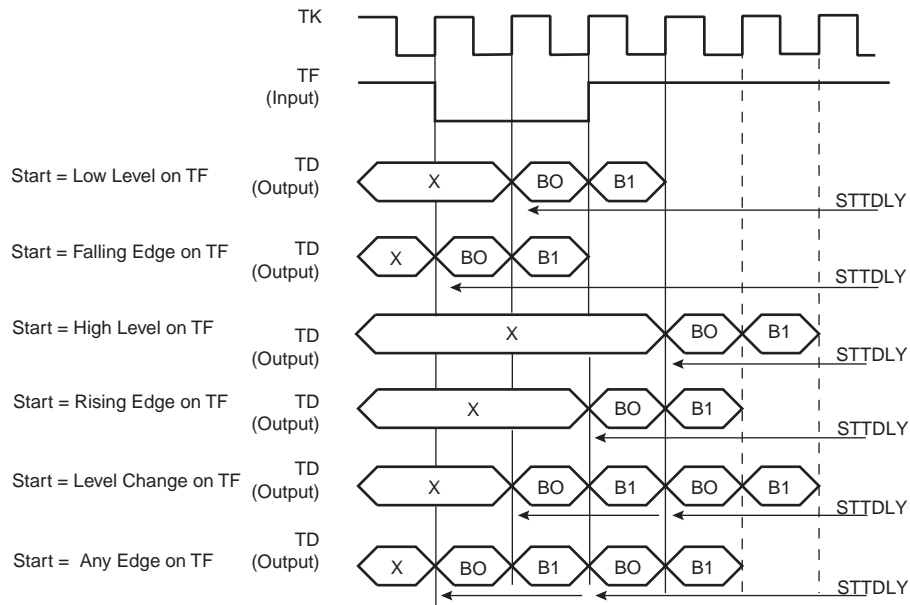 TK
TF
(Input)
Start = Low Level on TF
TD
(Output)
X
BO
B1
STTDLY
Start = Falling Edge on TF
TD
(Output)
X
BO
B1
STTDLY
Start = High Level on TF
TD
(Output)
X
BO
B1
STTDLY
Start = Rising Edge on TF
TD
(Output)
X
BO
B1
STTDLY
Start = Level Change on TF
TD
(Output)
X
BO
B1
BO
B1
STTDLY
Start = Any Edge on TF
TD
(Output)
X
BO
B1
BO
B1
STTDLY